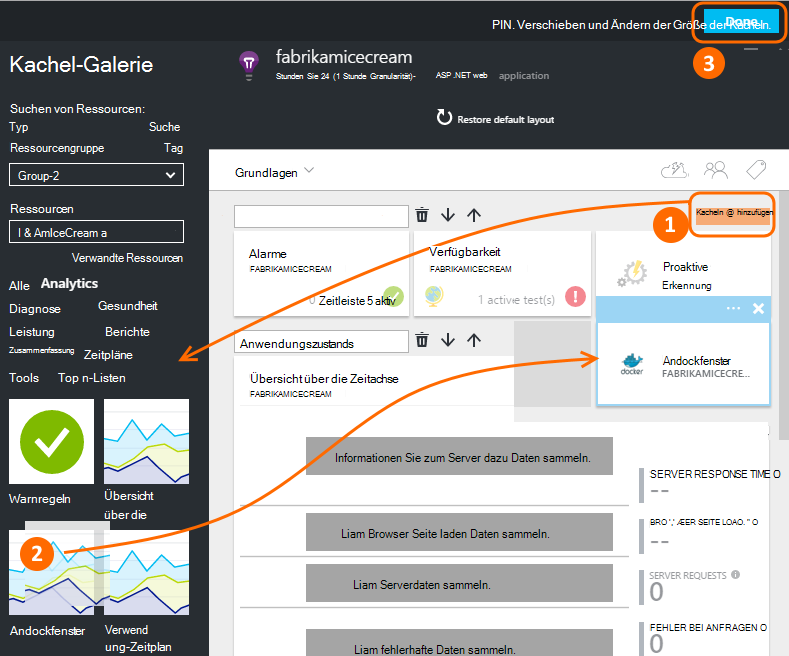 PIN. Verschieben und Ändern der Größe der Kacheln.
Done
3
Kachel-Galerie
fabrikamicecream
Stunden Sie 24 (1 Stunde Granularität)-
ASP .NET web application
Restore default layout
Suchen von Ressourcen:
Typ
Suche
Ressourcengruppe
Tag
Group-2
Ressourcen
I & AmIceCream a
Verwandte Ressourcen
Alle
Analytics
Diagnose
Gesundheit
Leistung
Berichte
Zusammenfassung
Zeitpläne
Tools
Top n-Listen
Warnregeln
Übersicht
über die
2
Andockfenster
Verwend
ung-Zeitplan
Grundlagen
1
Kacheln @ hinzufügen
Alarme
FABRIKAMICECREAM
0 Zeitleiste 5 aktiv
Verfügbarkeit
FABRIKAMICECREAM
1 active test(s)
Proaktive
Erkennung
Anwendungszustands
docker
Andockfenster
FABRIKAMICECRE...
Übersicht über die Zeitachse
FABRIKAMICECREAM
Informationen Sie zum Server dazu Daten sammeln.
SERVER RESPONSE TIME O
--
Liam Browser Seite laden Daten sammeln.
BRO ',' ÆER SEITE LOAO. " O
--
Liam Serverdaten sammeln.
SERVER REQUESTS
0
Liam fehlerhafte Daten sammeln.
FEHLER BEI ANFRAGEN O
0